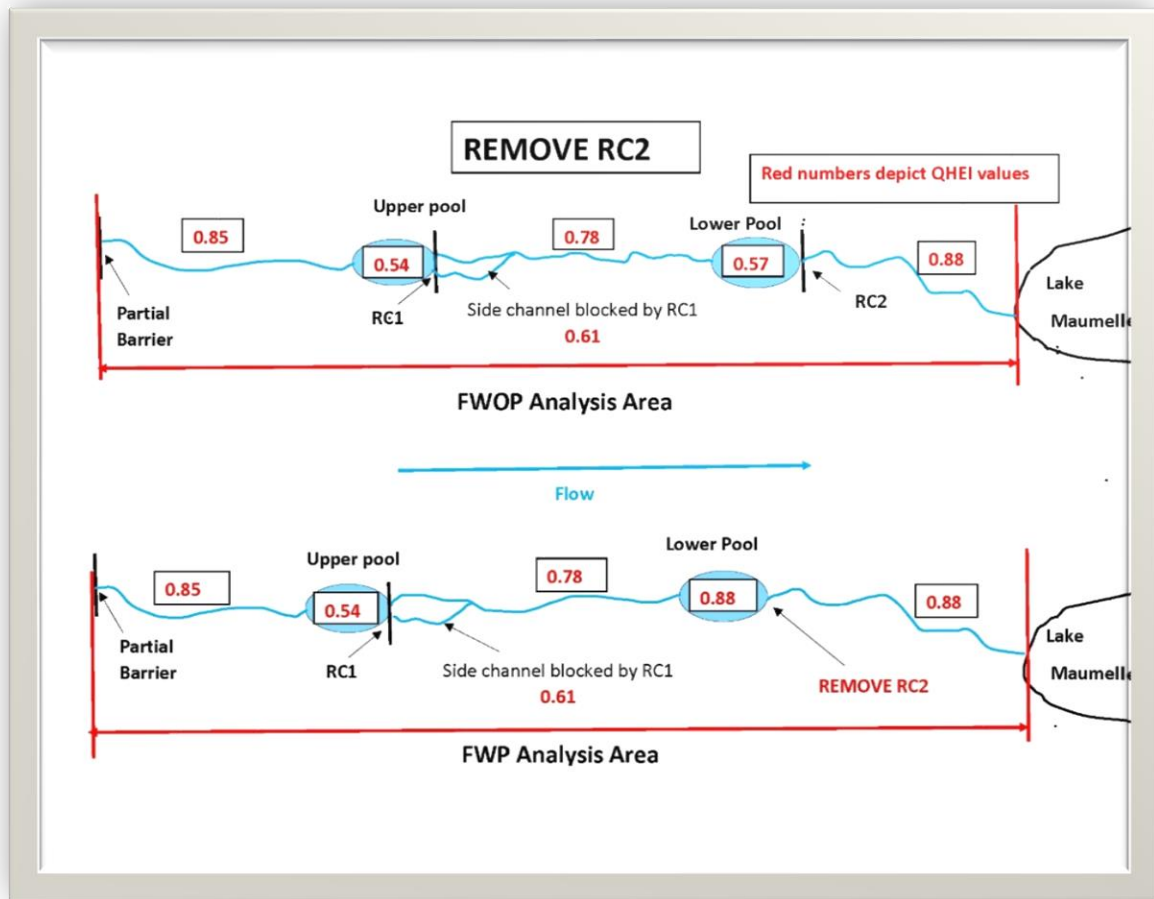 REMOVE RC2
Red numbers depict QHEI values
Upper pool
Lower Pool
0.85
0.54
0.78
0.57
0.88
Partial
Barrier
RC1
Side channel blocked by RC1
0.61
RC2
Lake
FWOP Analysis Area
Flow
Upper pool
Lower Pool
0.85
0.54
0.78
0.88
0.88
Partial
Barrier
RC1
Side channel blocked by RC1
0.61
REMOVE RC2
Lake
FWP Analysis Area